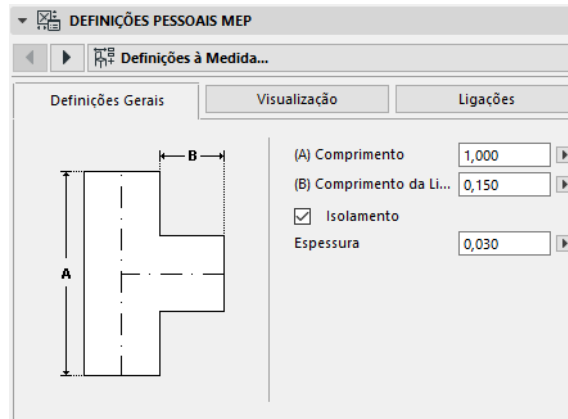 DEFINIÇÕES PESSOAIS MEP
Definições à Medida...
Definições Gerais
Visualização
Ligações
B
A
(A) Comprimento 1,000
(B) Comprimento da Li... 0,150
Isolamento
Espessura 0,030